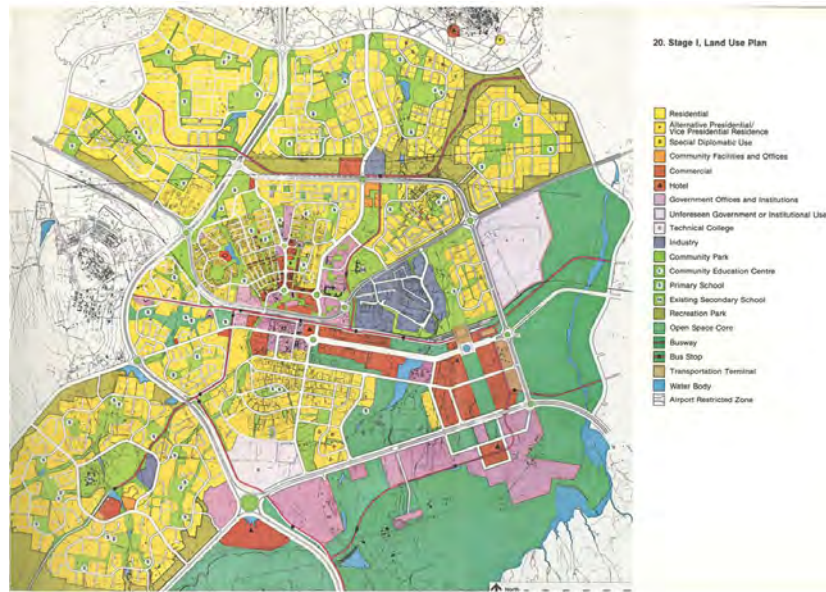 20. Stage I, Land Use Plan
Residential
Alternative Presidential/
Vice Presidential Residence
Special Diplomatic Use
Community Facilities and Offices
Commercial
Hotel
Government Offices and Institutions
Unforeseen Government or Institutional Use
Technical College
Industry
Community Park
Community Education Centre
Primary School
Existing Secondary School
Recreation Park
Open Space Core
Busway
Bus Stop
Transportation Terminal
Water Body
Airport Restricted Zone
North